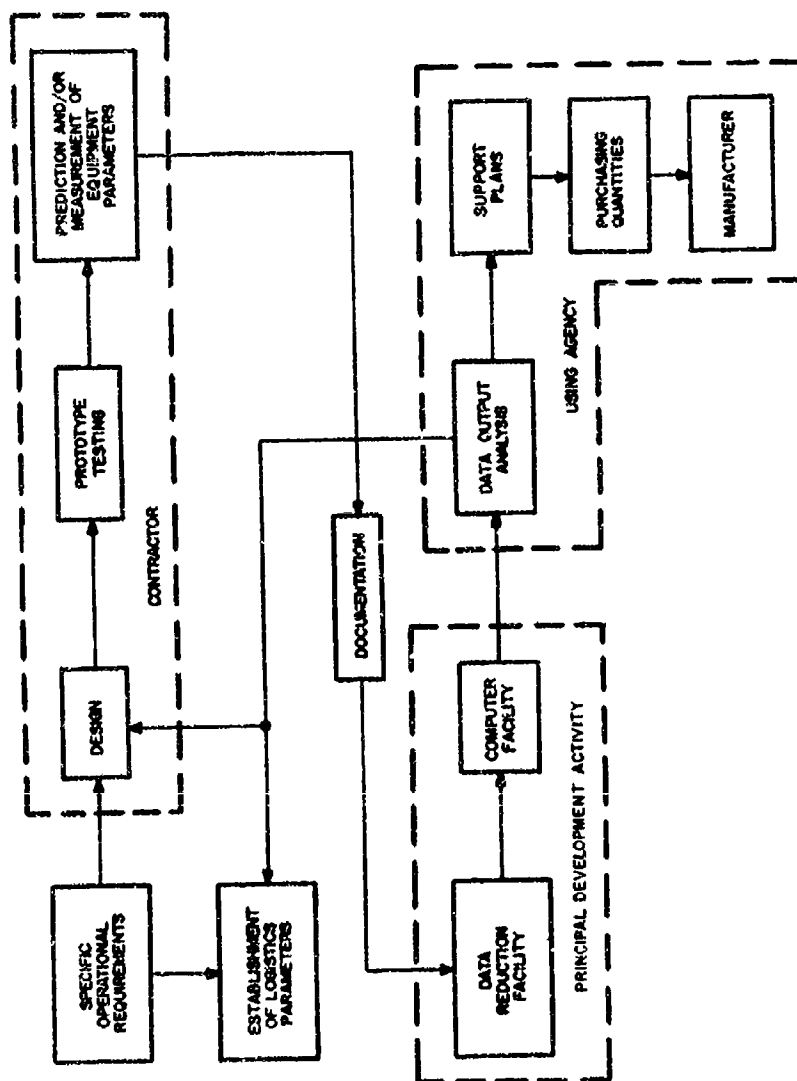 SPECIFIC
OPERATIONAL
REQUIREMENTS
DESIGN
PROTOTYPE
TESTING
PREDICTION AND/OR
MEASUREMENT OF
EQUIPMENT
PARAMETERS
CONTRACTOR
ESTABLISHMENT
OF LOGISTICS
PARAMETERS
DOCUMENTATION
DATA
REDUCTION
FACILITY
COMPUTER
FACILITY
PRINCIPAL DEVELOPMENT ACTIVITY
DATA OUTPUT
ANALYSIS
SUPPORT
PLANS
PURCHASING
QUANTITIES
MANUFACTURER
USING AGENCY